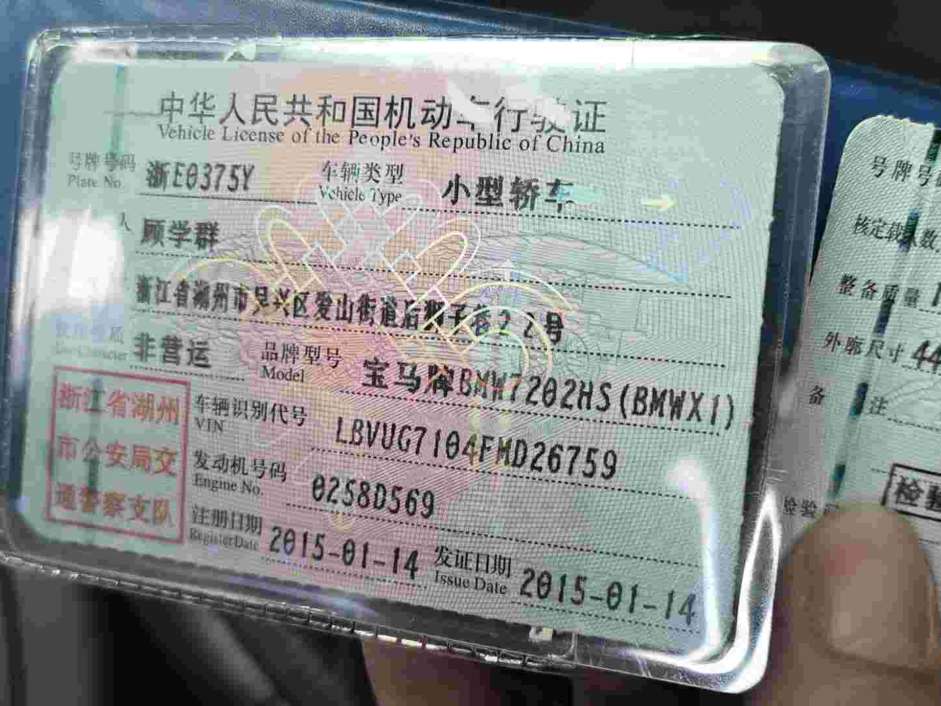 中华人民共和国机动车行驶证
Vehicle License of the People's Republic of China
号牌号码 浙E0375Y 车辆类型 小型轿车
Plate No. Vehicle Type
人 顾学群
浙江省湖州市吴兴区爱山街道后狮子巷22号
非营运 品牌型号 宝马牌BMW7202HS(BMWX1)
Model
浙江省湖州
市公安局交
通警察支队
车辆识别代号 LBVUG7104FMD26759
VIN
发动机号码 0258D569
Engine No.
注册日期 2015-01-14 发证日期 2015-01-14
Register Date Issue Date
号牌号
核定载人数
整备质量 1
外廓尺寸 44
备 注
检验
检验